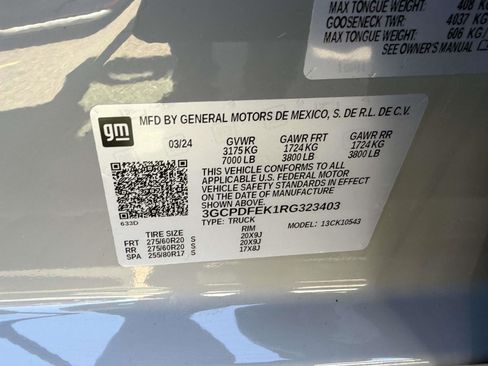 MAX TONGUE WEIGHT: 408 KG
GOOSENECK TWR: 4037 KG
MAX TONGUE WEIGHT: 606 KG /
SEE OWNER'S MANUAL
gm
MFD BY GENERAL MOTORS DE MEXICO, S. DE R.L. DE C.V.
03/24 GVWR GAWR FRT GAWR RR
3175 KG 1724 KG 1724 KG
7000 LB 3800 LB 3800 LB
THIS VEHICLE CONFORMS TO ALL
APPLICABLE U.S. FEDERAL MOTOR
VEHICLE SAFETY STANDARDS IN
EFFECT ON THE DATE OF MANUFACTURE
SHOWN ABOVE.
3GCPDFEK1RG323403
633D
TYPE: TRUCK MODEL: 13CK10543
TIRE SIZE RIM
FRT 275/60R20 S 20X9J
RR 275/60R20 S 20X9J
SPA 255/80R17 S 17X8J